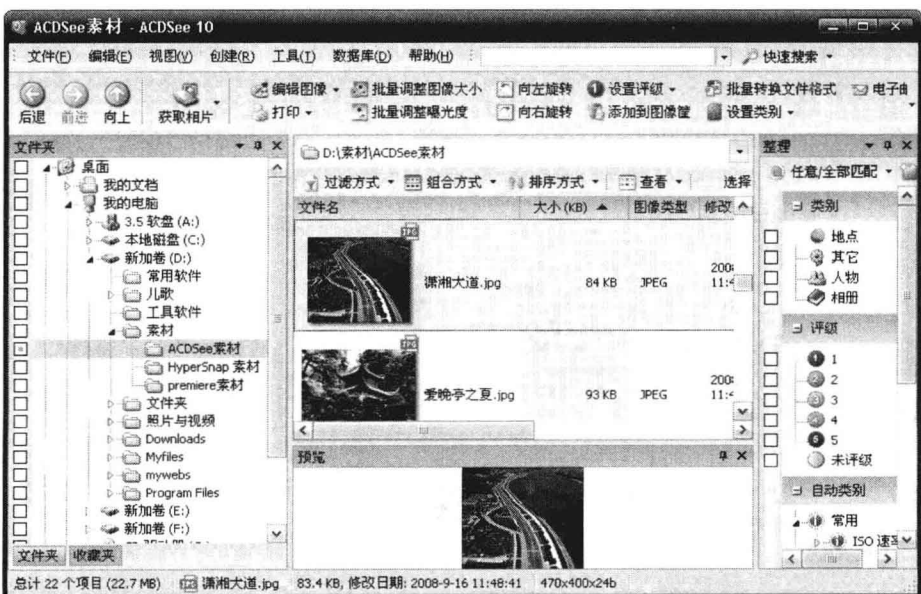 ACDSee素材 - ACDSee 10
文件(F) 编辑(E) 视图(V) 创建(R) 工具(T) 数据库(D) 帮助(H) 快速搜索
后退 前进 向上 获取相片
编辑图像 批量调整图像大小 向左旋转 设置评级 批量转换文件格式 电子邮
打印 批量调整曝光度 向右旋转 添加到图像筐 设置类别
文件夹
桌面
我的文档
我的电脑
3.5 软盘 (A:)
本地磁盘 (C:)
新加卷 (D:)
常用软件
儿歌
工具软件
素材
ACDSee素材
HyperSnap 素材
premiere素材
文件夹
照片与视频
Downloads
Myfiles
mywebs
Program Files
新加卷 (E:)
新加卷 (F:)
文件夹 收藏夹
D:\素材\ACDSee素材
过滤方式 组合方式 排序方式 查看 选择
文件名 大小 (KB) 图像类型 修改
JPG
潇湘大道.jpg 84 KB JPEG 11:4
JPG
爱晚亭之夏.jpg 93 KB JPEG
预览
整理
任意/全部匹配
类别
地点
其它
人物
相册
评级
1
2
3
4
5
未评级
自动类别
常用
ISO 速率
总计 22 个项目 (22.7 MB) JPG 潇湘大道.jpg 83.4 KB, 修改日期: 2008-9-16 11:48:41 470x400x24b